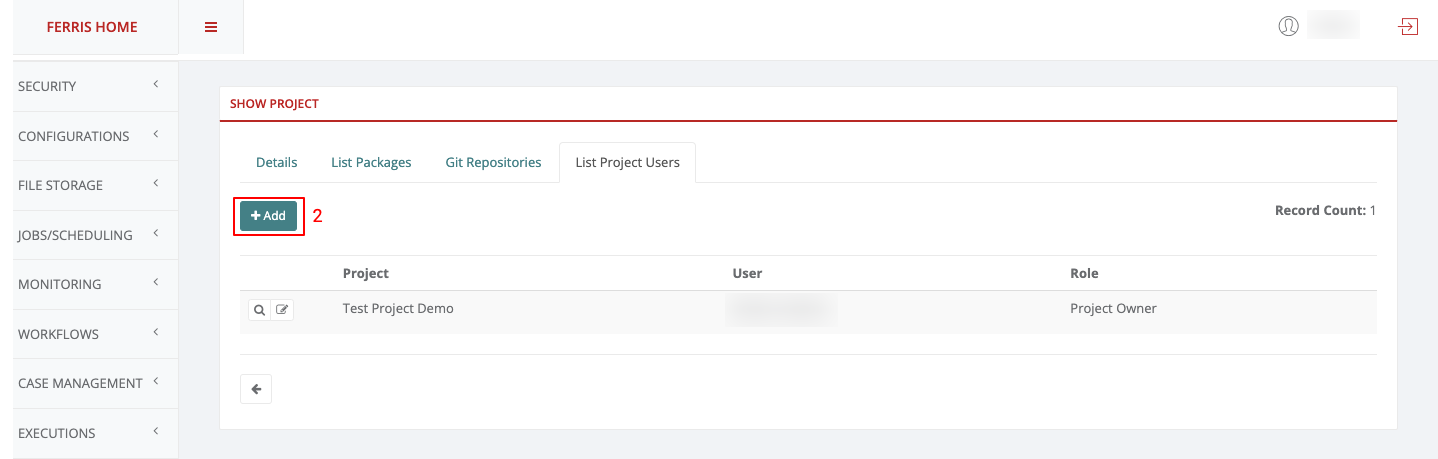 FERRIS HOME
SECURITY
CONFIGURATIONS
FILE STORAGE
JOBS/SCHEDULING
MONITORING
WORKFLOWS
CASE MANAGEMENT
EXECUTIONS
SHOW PROJECT
Details List Packages Git Repositories List Project Users
+ Add 2 Record Count: 1
Project User Role
Test Project Demo Project Owner